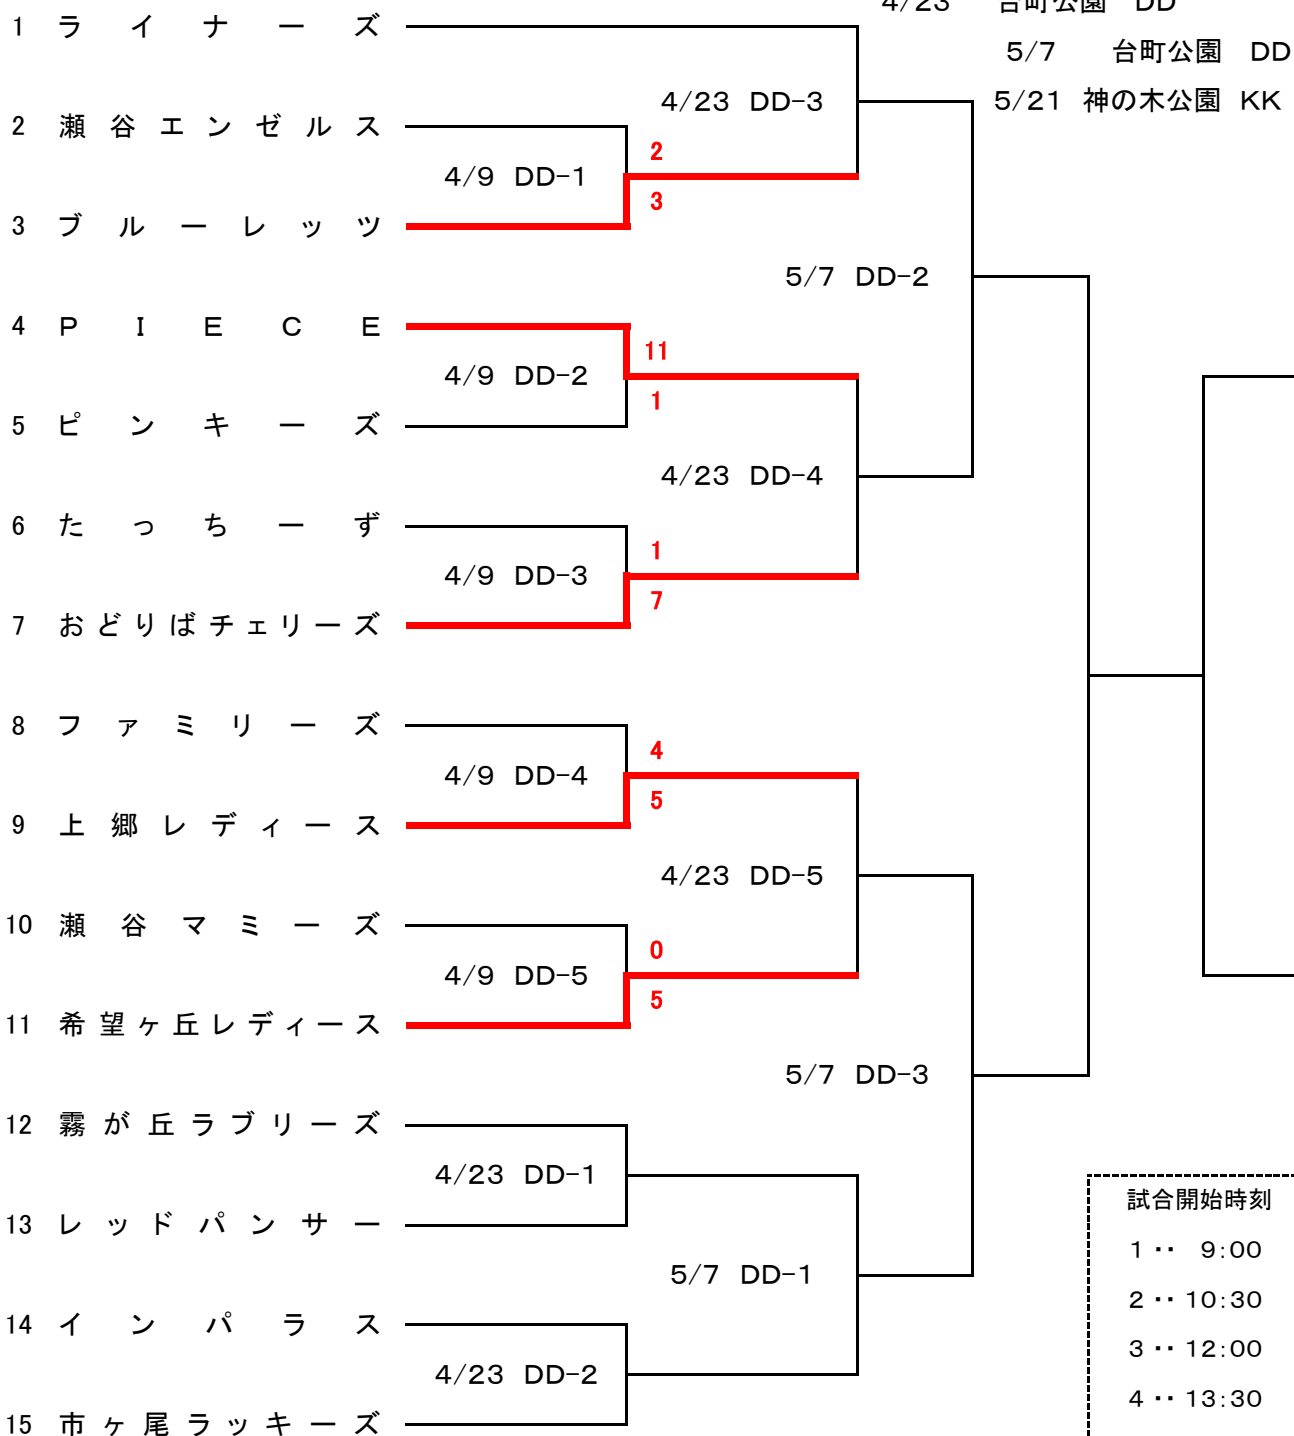 4/23 台町公園 DD
1 ライナーズ
5/7 台町公園 DD
4/23 DD-3
5/21 神の木公園 KK
2 瀬谷エンゼルス
2
4/9 DD-1
3
3 ブルーレッツ
5/7 DD-2
4 PIECE
11
4/9 DD-2
1
5 ピンキーズ
4/23 DD-4
6 たっちーず
1
4/9 DD-3
7
7 おどりばチェリーズ
8 ファミリーズ
4
4/9 DD-4
5
9 上郷レディース
4/23 DD-5
10 瀬谷マミーズ
0
4/9 DD-5
5
11 希望ヶ丘レディース
5/7 DD-3
12 霧が丘ラブリーズ
4/23 DD-1
13 レッドパンサー
試合開始時刻
1‥ 9:00
5/7 DD-1
2‥10:30
14 インパラス
3‥12:00
4/23 DD-2
4‥13:30
15 市ヶ尾ラッキーズ